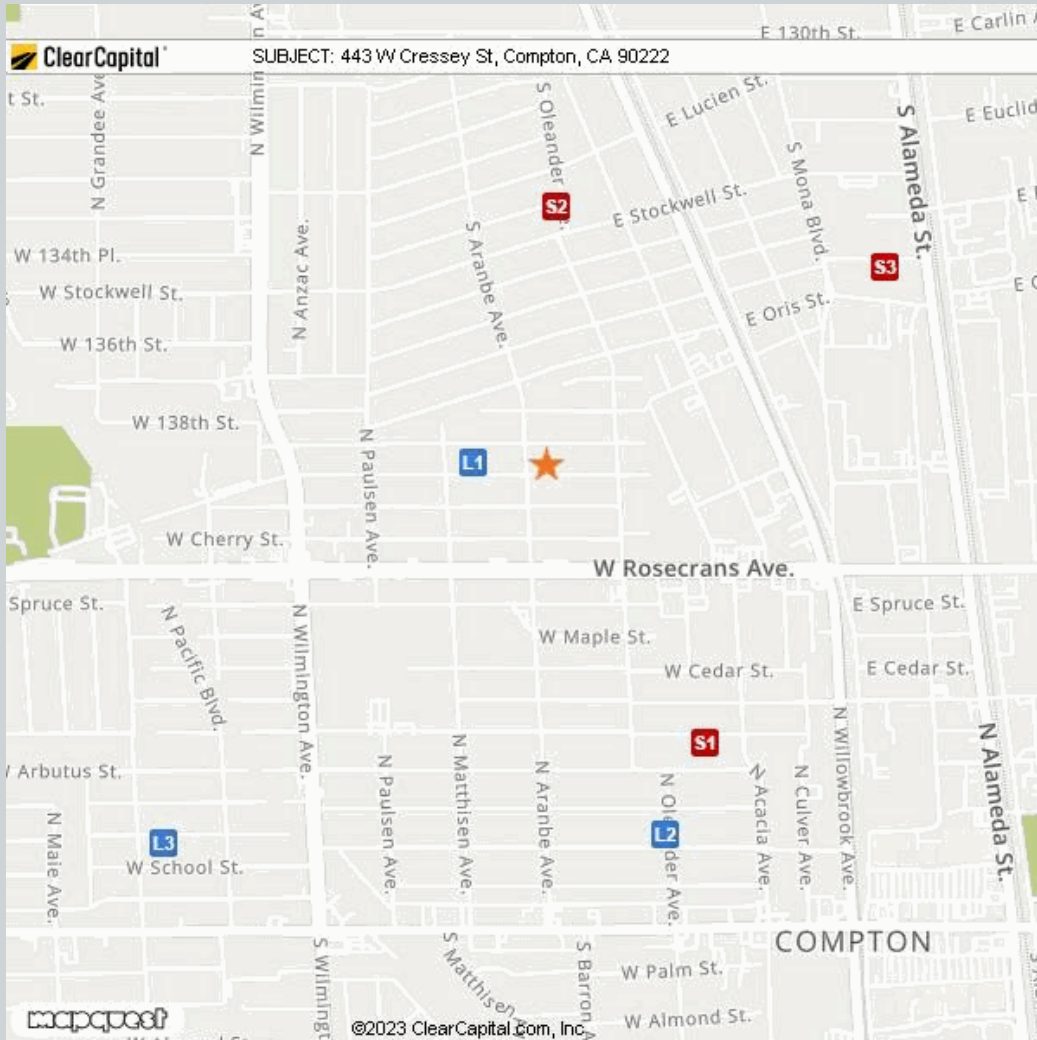 E 130th St.
E Carlin A
ClearCapital
SUBJECT: 443 W Cressey St, Compton, CA 90222
t St.
N Grandee Ave
N Wilmin
n Av
S Oleander
E Lucien St.
S Alameda St.
E Euclid
S2
E Stockwell St.
S Mona Blvd.
S Aranbe Ave.
N Anzac Ave.
W 134th Pl.
S3
W Stockwell St.
E Oris St.
W 136th St.
W 138th St.
N Paulsen Ave.
L1
W Cherry St.
W Rosecrans Ave.
Spruce St.
E Spruce St.
N Pacific Blvd.
N Wilmington Ave.
W Maple St.
W Cedar St.
E Cedar St.
S1
N Willowbrook Ave.
N Alameda St.
W Arbutus St.
N Paulsen Ave.
N Matthisen Ave.
N Aranbe Ave.
N Ole
der Ave.
N Acacia Ave.
N Culver Ave.
L2
N Maie Ave.
L3
W School St.
COMPTON
S Wilmingt
S Matthisen
S Barron A
W Palm St.
W Almond St.
mapquest
©2023 ClearCapital.com, Inc.